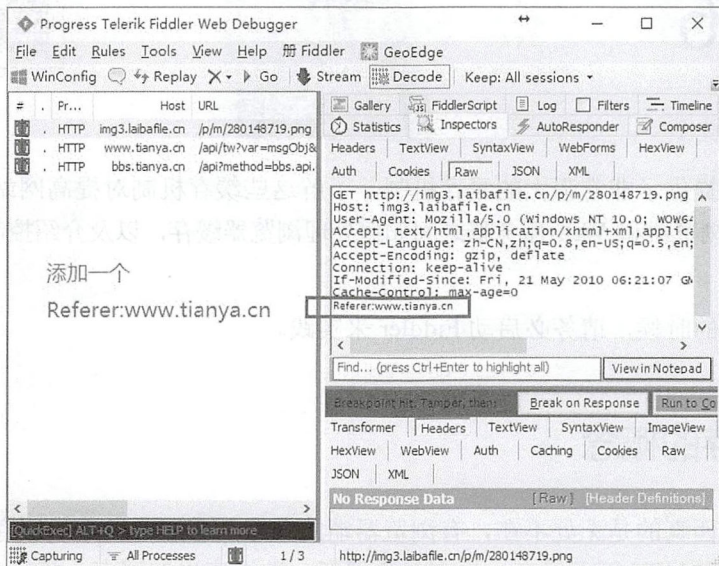 Progress Telerik Fiddler Web Debugger
File Edit Rules Tools View Help 册 Fiddler GeoEdge
WinConfig Replay Go Stream Decode Keep: All sessions
# . Pr... Host URL
. HTTP img3.laibafile.cn /p/m/280148719.png
. HTTP www.tianya.cn /api/tw?var=msgObj&
. HTTP bbs.tianya.cn /api?method=bbs.api.
添加一个
Referer:www.tianya.cn
[QuickExec] ALT+Q > type HELP to learn more
Gallery FiddlerScript Log Filters Timeline
Statistics Inspectors AutoResponder Composer
Headers TextView SyntaxView WebForms HexView
Auth Cookies Raw JSON XML
GET http://img3.laibafile.cn/p/m/280148719.png
Host: img3.laibafile.cn
User-Agent: Mozilla/5.0 (Windows NT 10.0; WOW64
Accept: text/html,application/xhtml+xml,applica
Accept-Language: zh-CN,zh;q=0.8,en-US;q=0.5,en;
Accept-Encoding: gzip, deflate
Connection: keep-alive
If-Modified-Since: Fri, 21 May 2010 06:21:07 GM
Cache-Control: max-age=0
Referer:www.tianya.cn
Find... (press Ctrl+Enter to highlight all) View in Notepad
Breakpoint hit. Tamper, then: Break on Response Run to Co
Transformer Headers TextView SyntaxView ImageView
HexView WebView Auth Caching Cookies Raw
JSON XML
No Response Data [Raw] [Header Definitions]
Capturing All Processes 1 / 3 http://img3.laibafile.cn/p/m/280148719.png